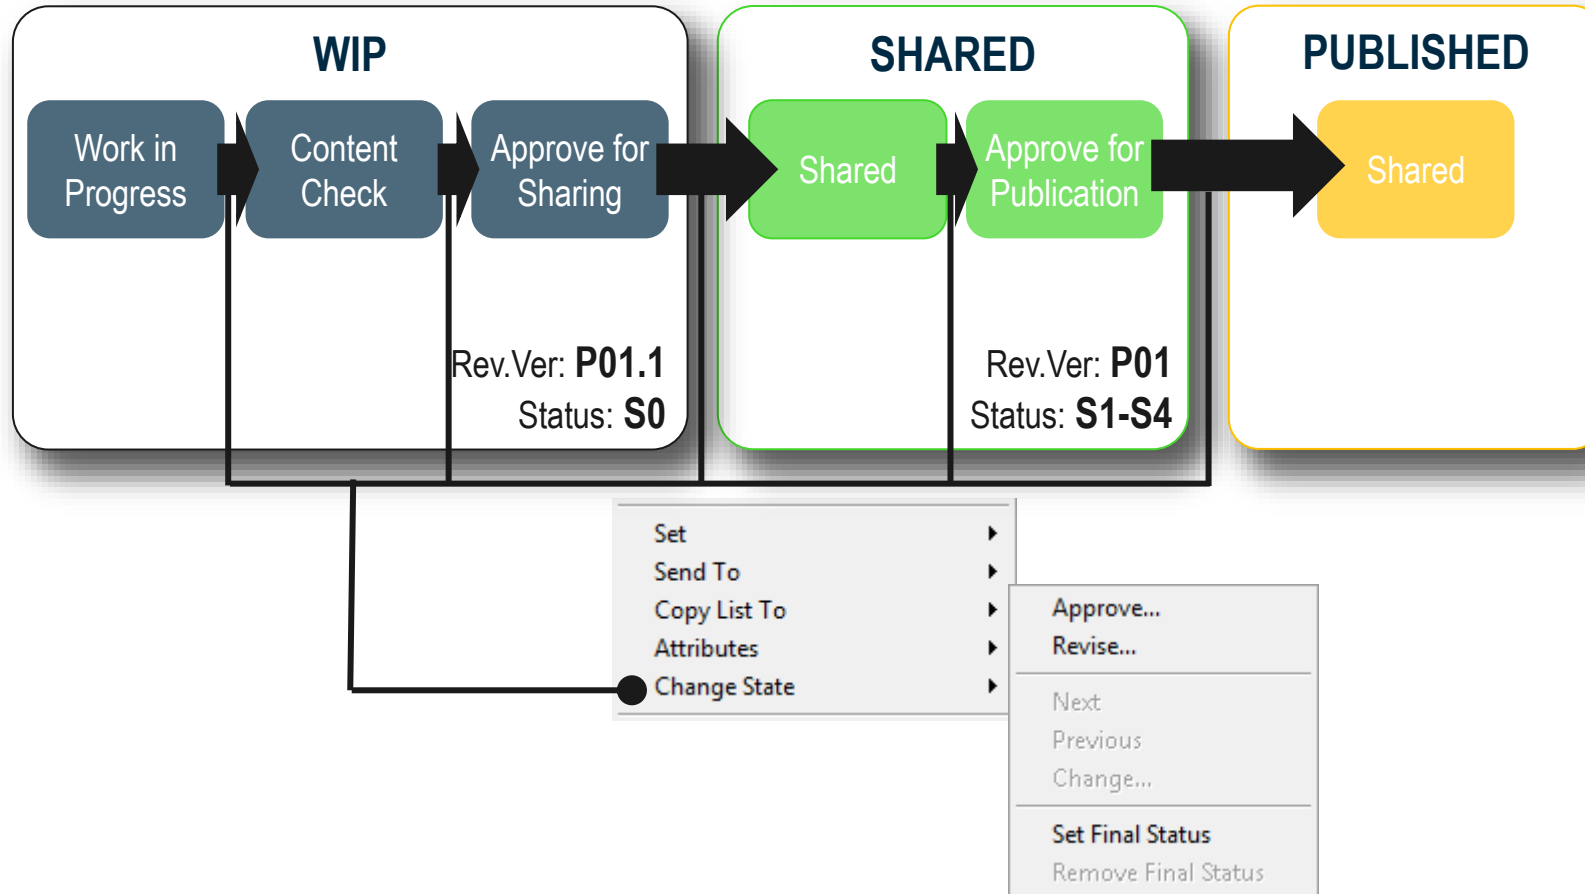 WIP
SHARED
PUBLISHED
Work in
Progress
Content
Check
Approve for
Sharing
Shared
Approve for
Publication
Shared
Rev.Ver: P01.1
Status: S0
Rev.Ver: P01
Status: S1-S4
Set
Send To
Copy List To
Attributes
Change State
Approve...
Revise...
Next
Previous
Change...
Set Final Status
Remove Final Status